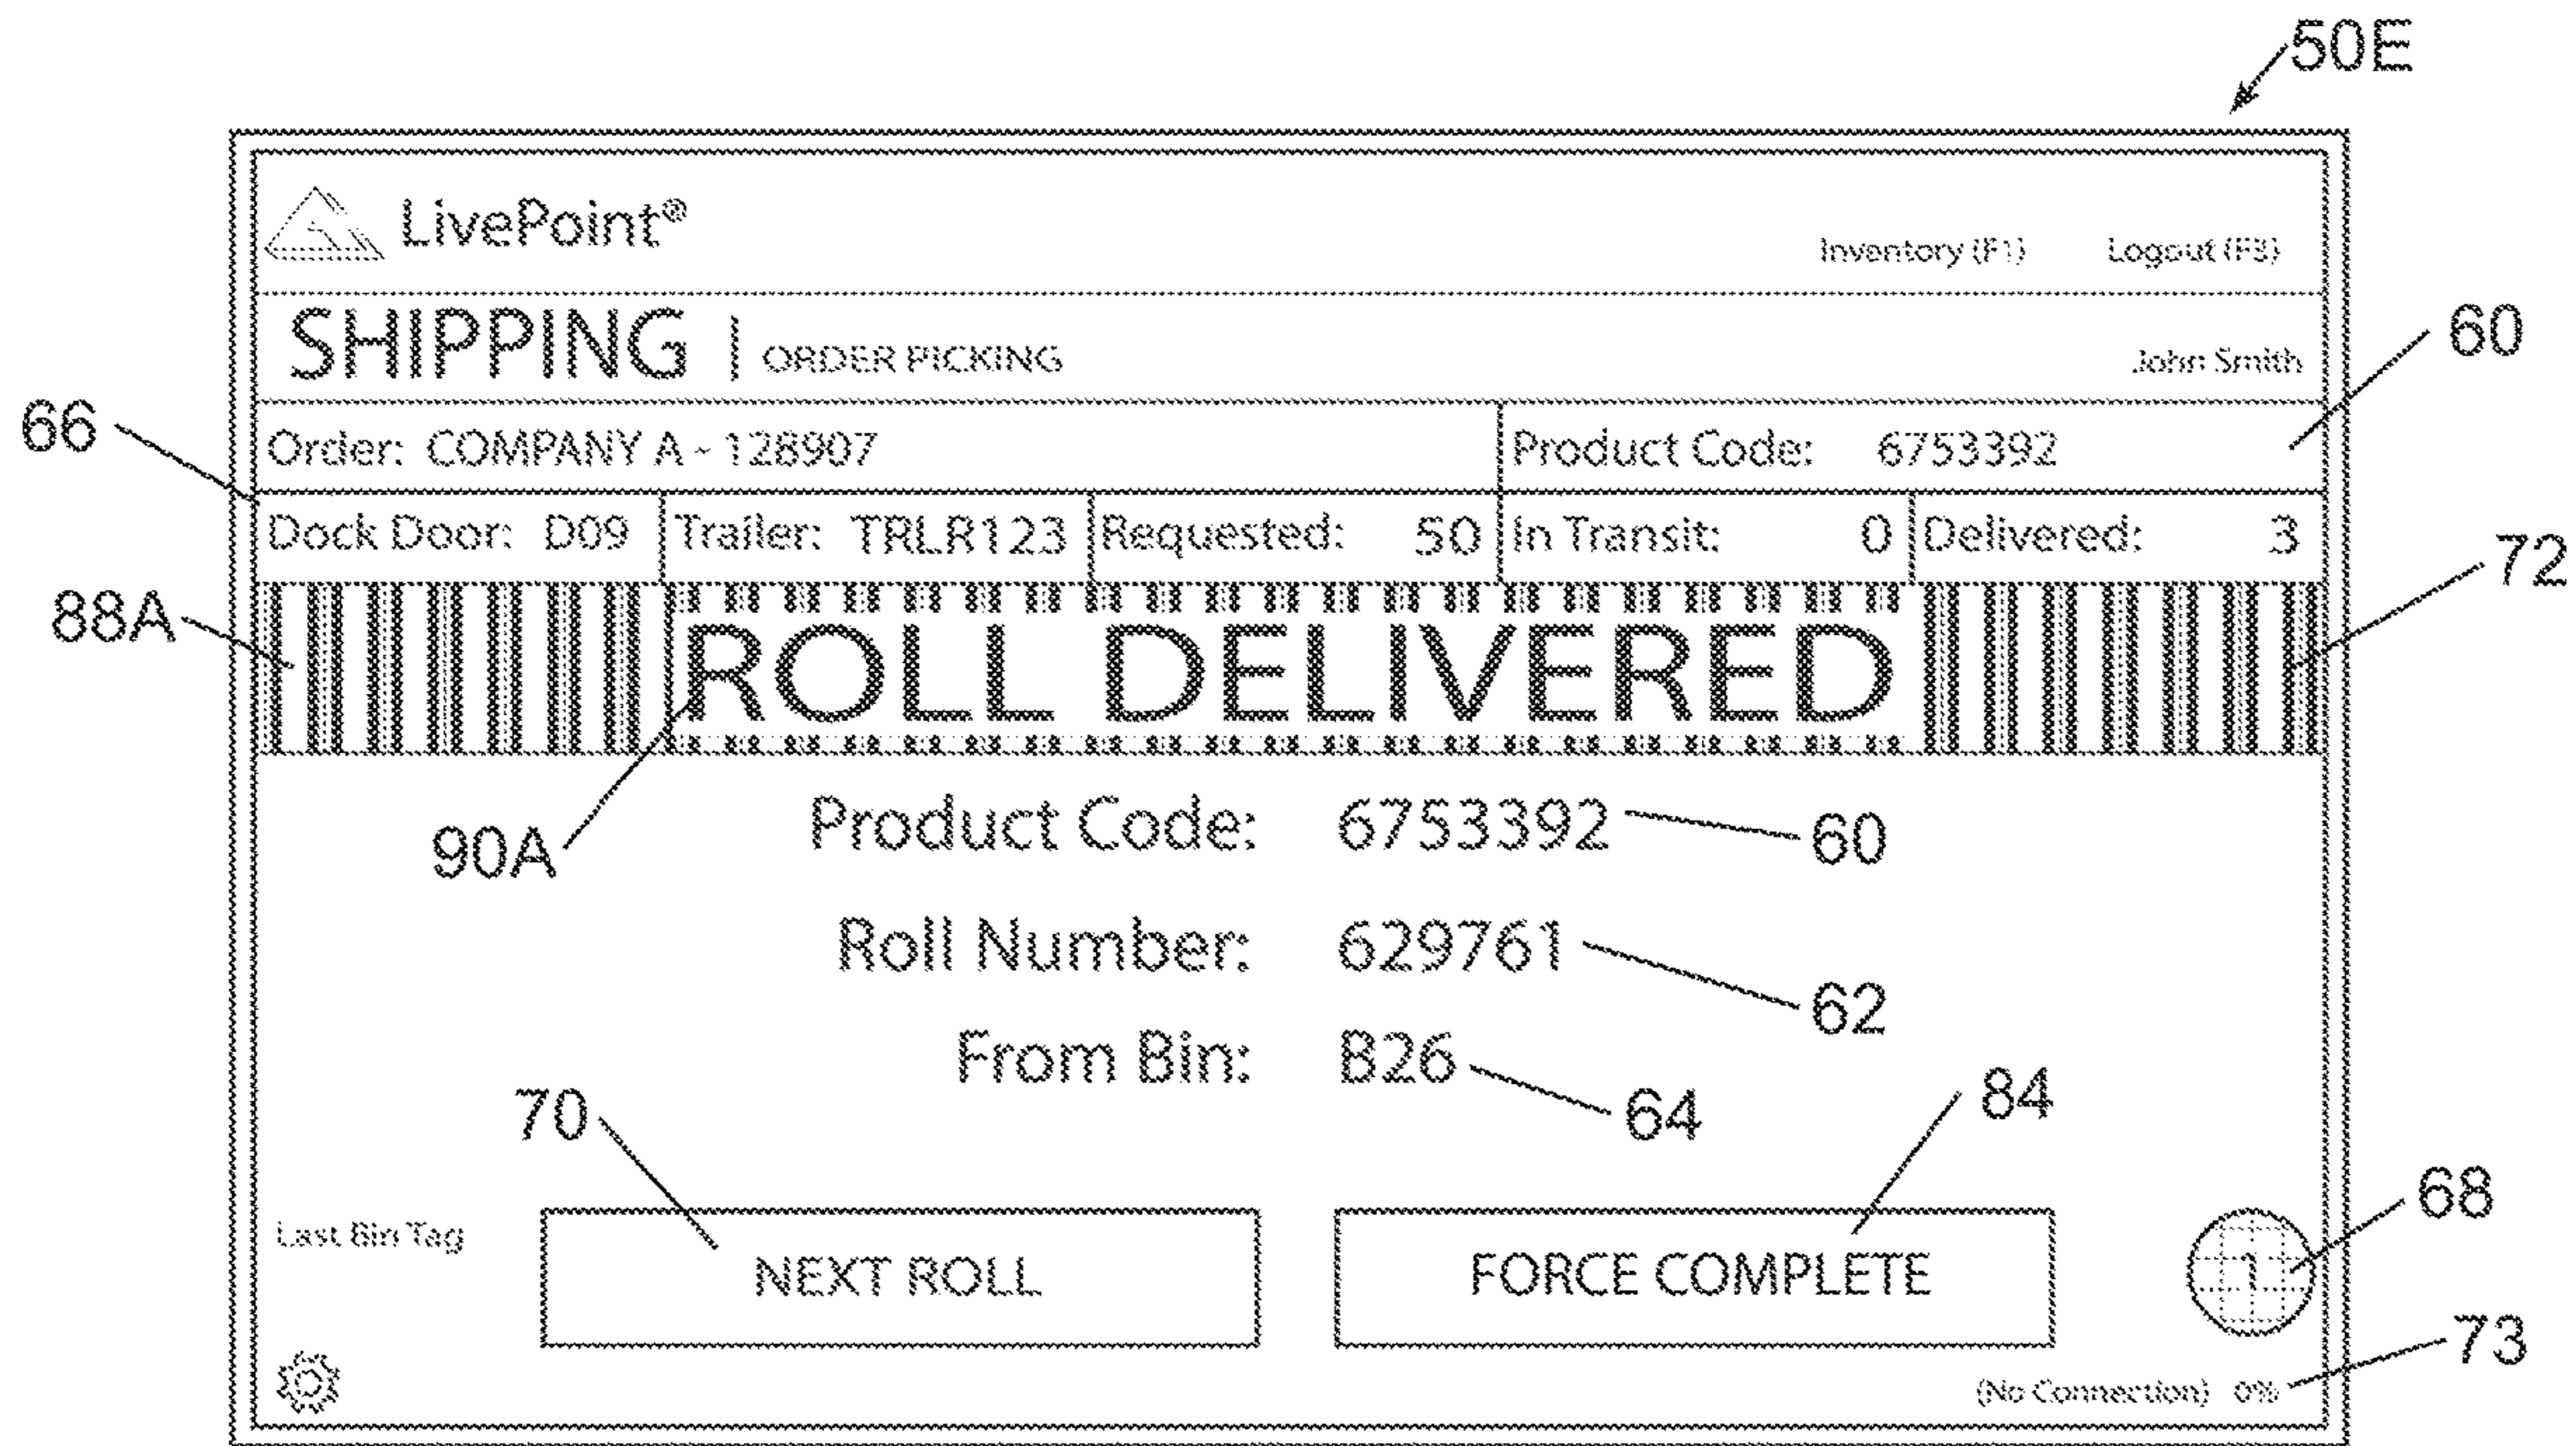 50E
LivePoint®
Inventory (F1) Logout (F3)
SHIPPING | ORDER PICKING John Smith
60
66
Order: COMPANY A - 128907 Product Code: 6753392
Dock Door: D09 Trailer: TRLR123 Requested: 50 In Transit: 0 Delivered: 3
72
88A
ROLL DELIVERED
90A
Product Code: 6753392 60
Roll Number: 629761
62
From Bin: B26
64
70
84
68
Last Bin Tag
NEXT ROLL FORCE COMPLETE 1
73
(No Connection) 0%